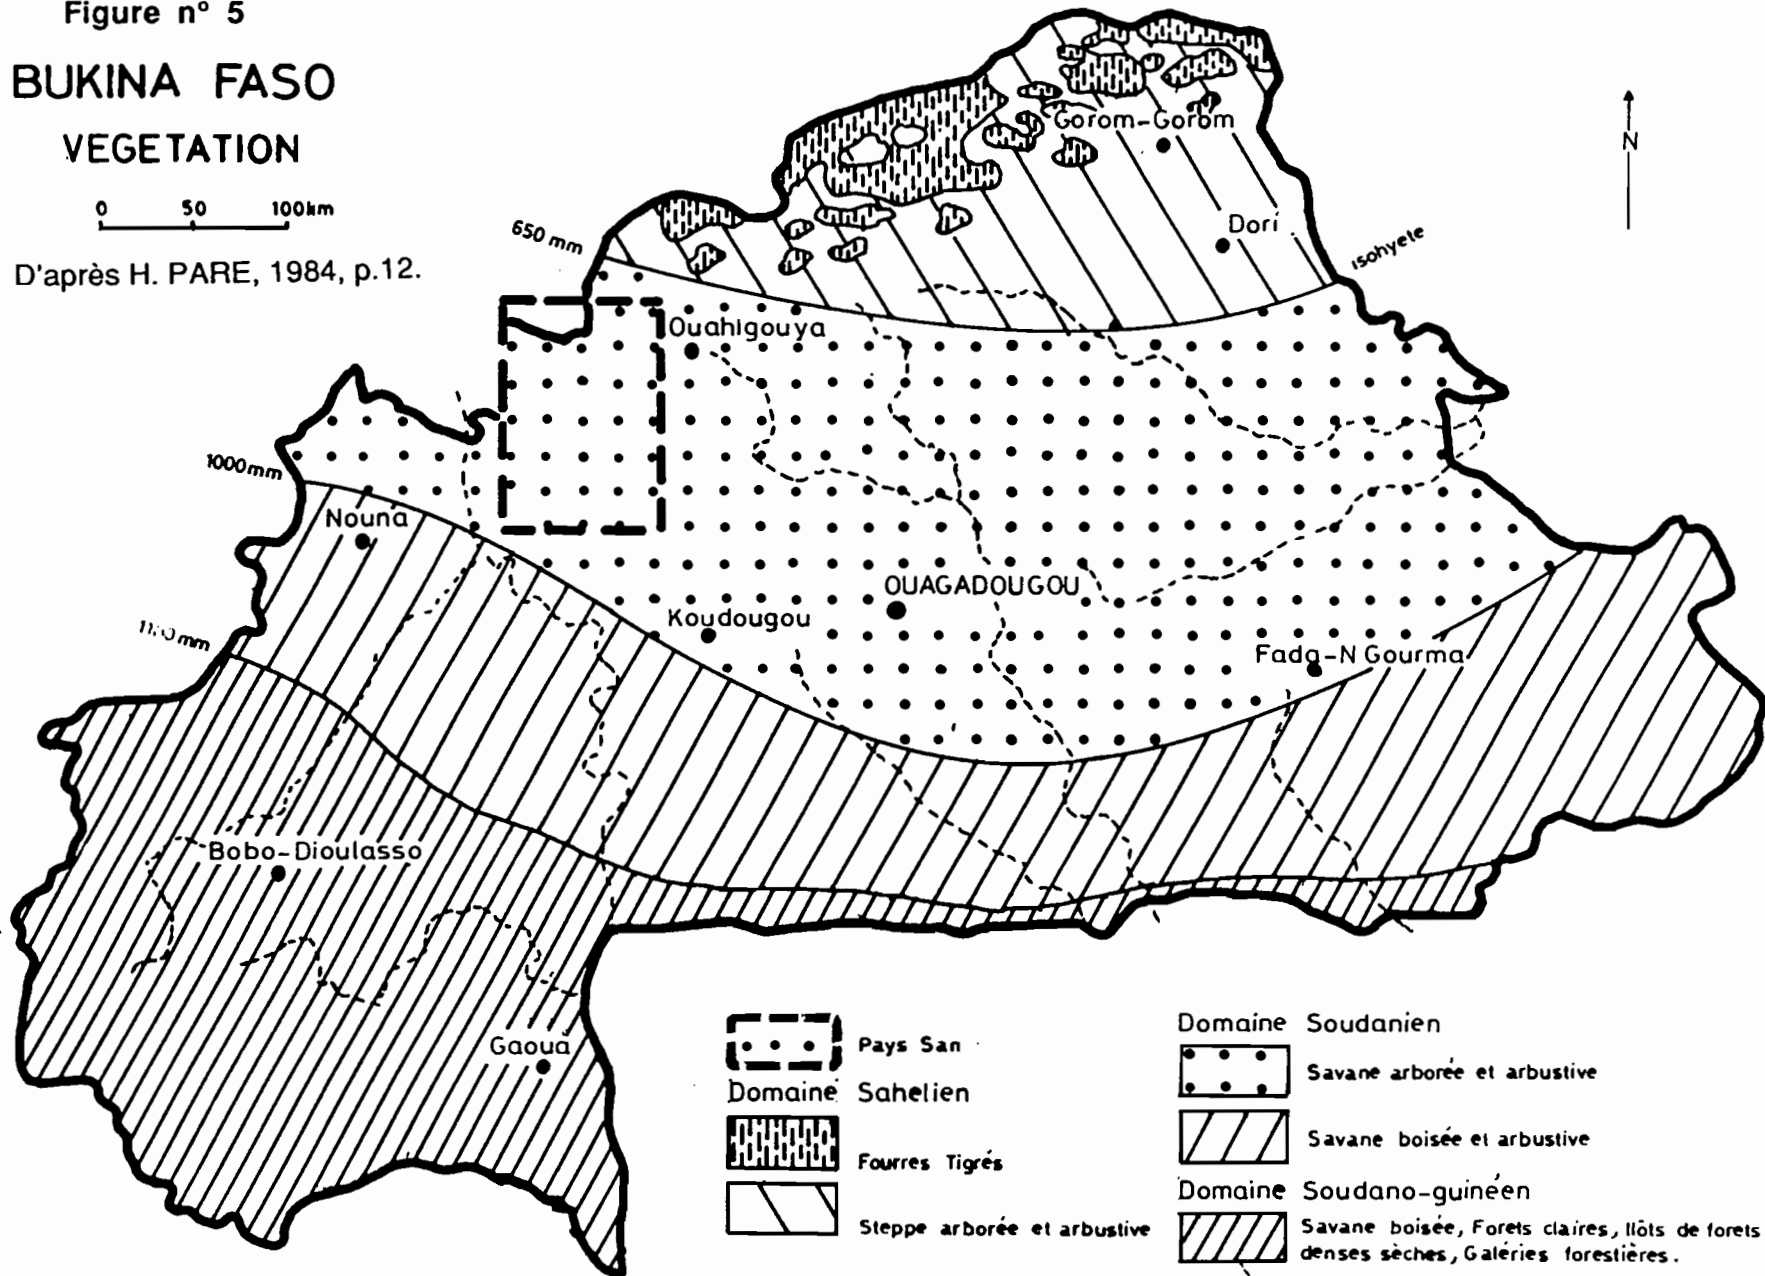 Figure n° 5
BUKINA FASO
VEGETATION
0 50 100km
D'après H. PARE, 1984, p.12.
N
Gorom-Gorom
Dori
650 mm
Isohyete
Ouahigouya
1000mm
Nouna
OUAGADOUGOU
Koudougou
Fada-N Gourma
mm
Bobo-Dioulasso
Gaoua
Pays San
Domaine Sahelien
Fourres Tigrés
Steppe arborée et arbustive
Domaine Soudanien
Savane arborée et arbustive
Savane boisée et arbustive
Domaine Soudano-guinéen
Savane boisée, Forets claires, Ilôts de forets
denses sèches, Galéries forestières.